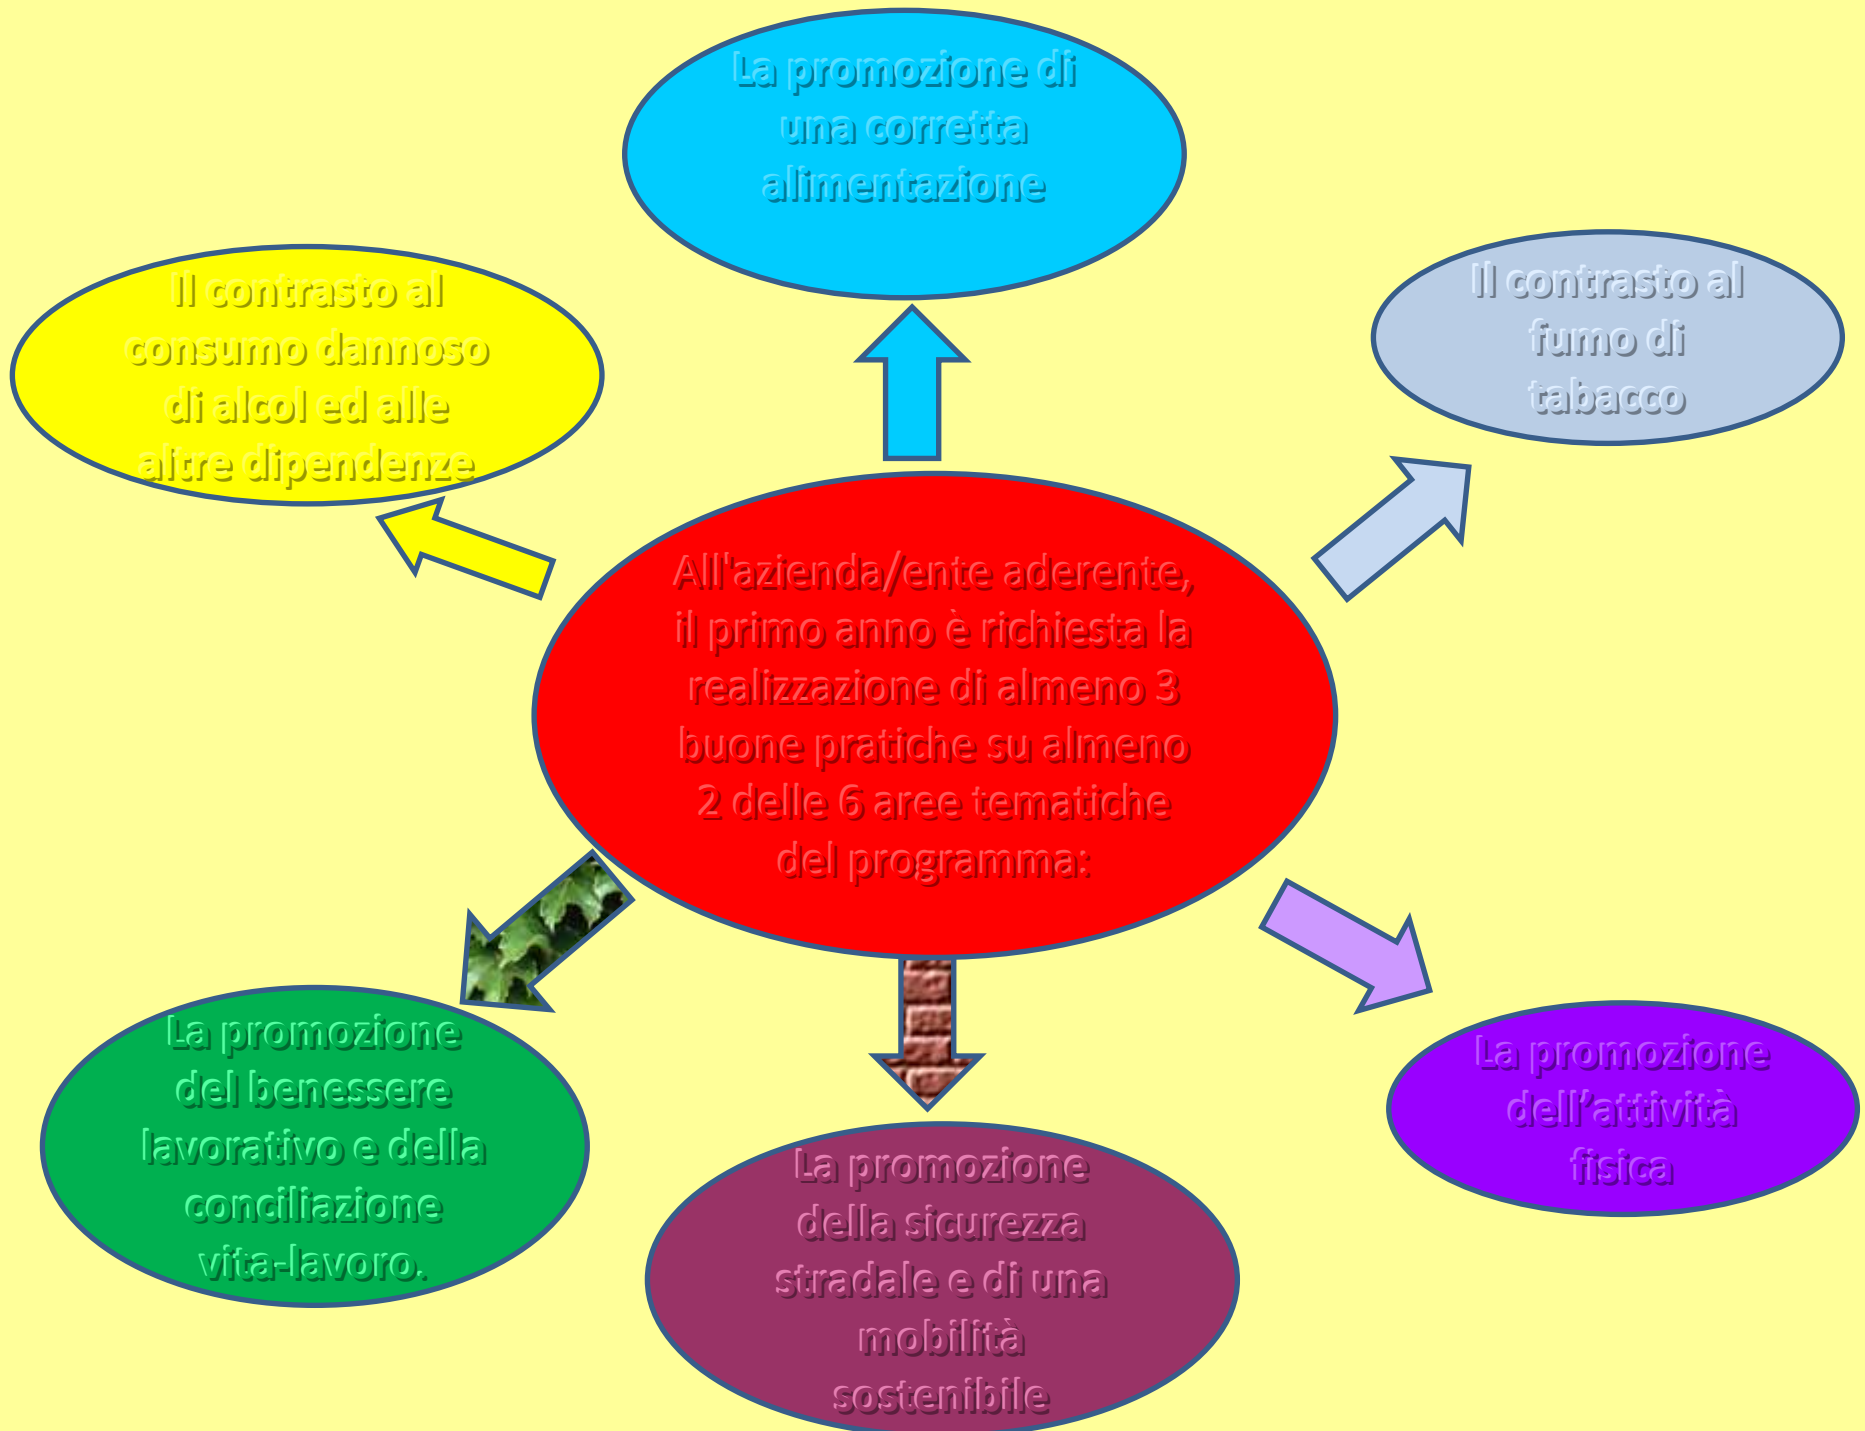 La promozione di
una corretta
alimentazione
Il contrasto al
consumo dannoso
di alcol ed alle
altre dipendenze
Il contrasto al
fumo di
tabacco
All'azienda/ente aderente,
il primo anno è richiesta la
realizzazione di almeno 3
buone pratiche su almeno
2 delle 6 aree tematiche
del programma:
La promozione
del benessere
lavorativo e della
conciliazione
vita-lavoro.
La promozione
della sicurezza
stradale e di una
mobilità
sostenibile
La promozione
dell’attività
fisica